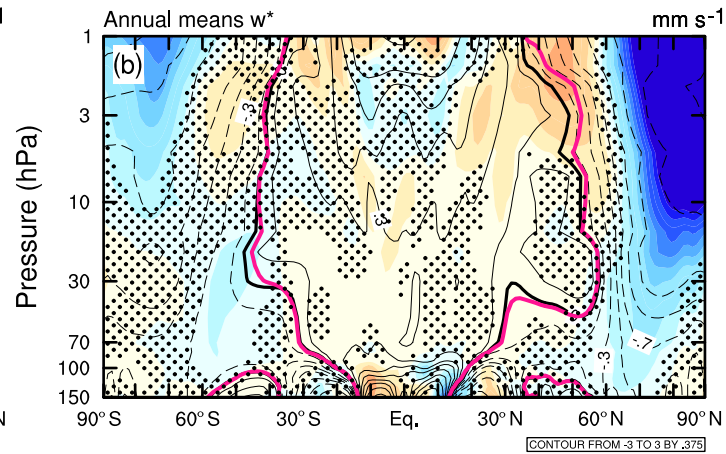 Annual means w* mm s-1
(b)
Pressure (hPa)
1
3
10
30
70
100
150
-.3
.3
-.7
.3
90°S 60°S 30°S Eq. 30°N 60°N 90°N
CONTOUR FROM -3 TO 3 BY .375
1
N